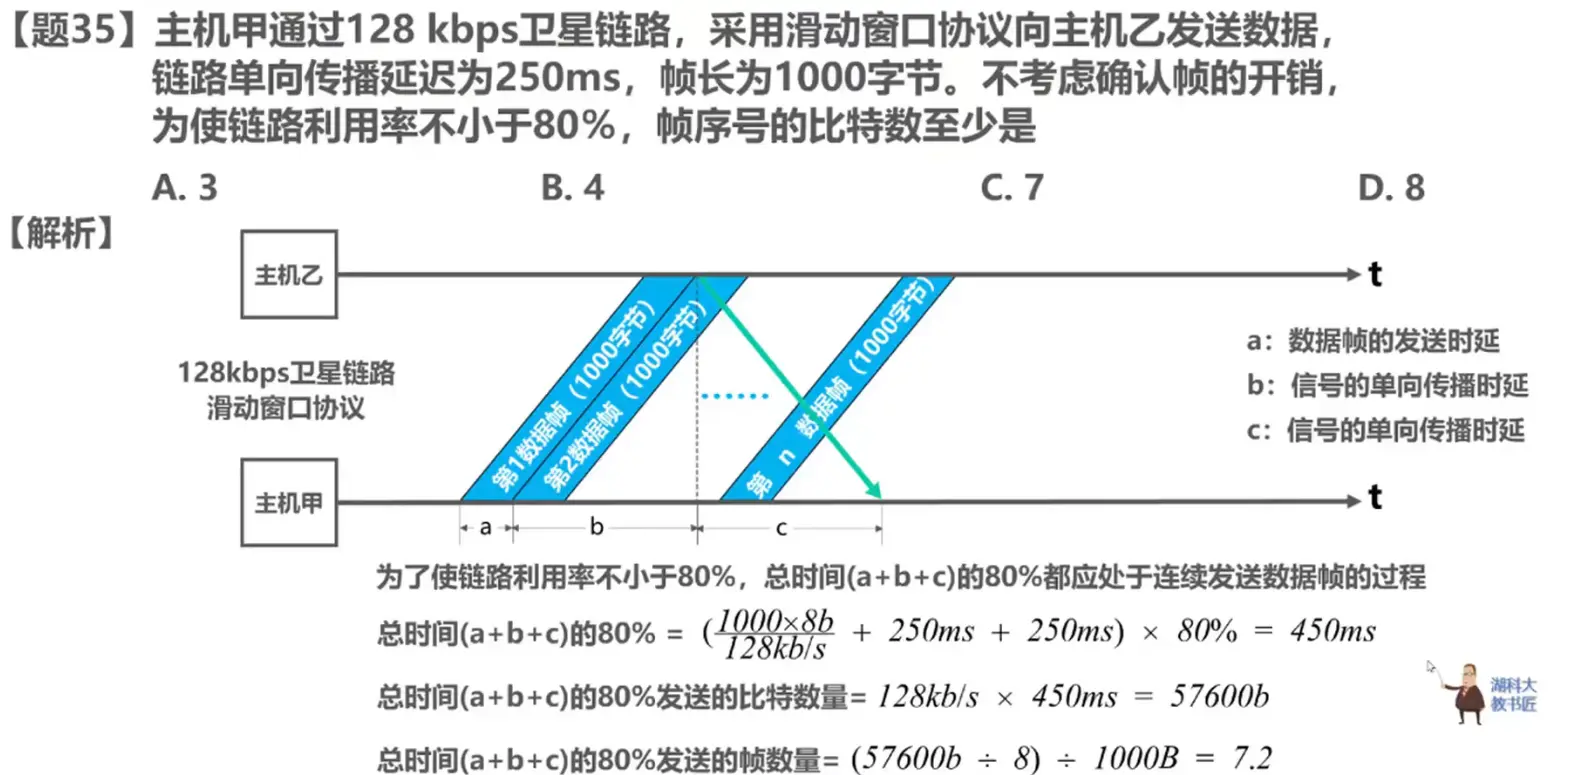 【题35】主机甲通过128 kbps卫星链路，采用滑动窗口协议向主机乙发送数据，
链路单向传播延迟为250ms，帧长为1000字节。不考虑确认帧的开销，
为使链路利用率不小于80%，帧序号的比特数至少是
A. 3 B. 4 C. 7 D. 8
【解析】
主机乙
t
第1数据帧（1000字节）
第2数据帧（1000字节）
第 n 数据帧（1000字节）
128kbps卫星链路
滑动窗口协议
a：数据帧的发送时延
b：信号的单向传播时延
c：信号的单向传播时延
主机甲
t
a b c
为了使链路利用率不小于80%，总时间(a+b+c)的80%都应处于连续发送数据帧的过程
总时间(a+b+c)的80% = (1000×8b/128kb/s + 250ms + 250ms) × 80% = 450ms
总时间(a+b+c)的80%发送的比特数量= 128kb/s × 450ms = 57600b
总时间(a+b+c)的80%发送的帧数量= (57600b ÷ 8) ÷ 1000B = 7.2
湖科大
教书匠